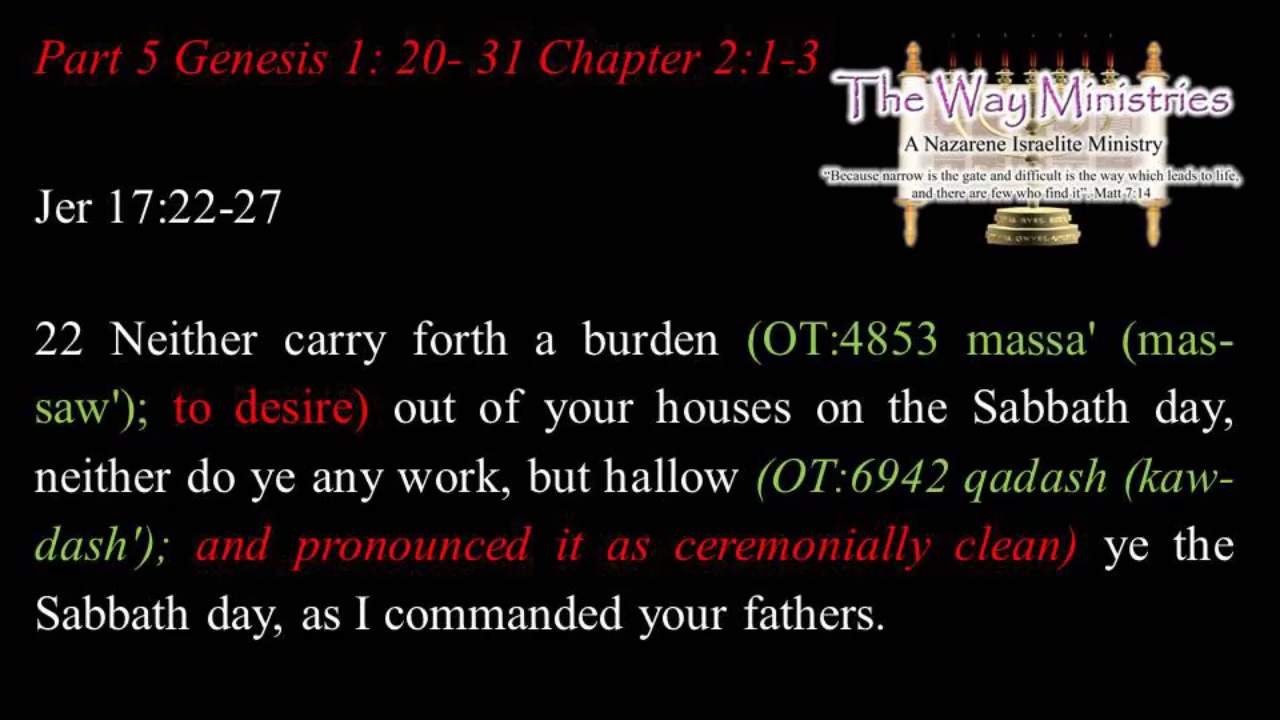 Part 5 Genesis 1: 20- 31 Chapter 2:1-3
The Way Ministries
A Nazarene Israelite Ministry
“Because narrow is the gate and difficult is the way which leads to life,
and there are few who find it”. Matt 7:14
Jer 17:22-27
22 Neither carry forth a burden (OT:4853 massa' (mas-
saw'); to desire) out of your houses on the Sabbath day,
neither do ye any work, but hallow (OT:6942 qadash (kaw-
dash'); and pronounced it as ceremonially clean) ye the
Sabbath day, as I commanded your fathers.